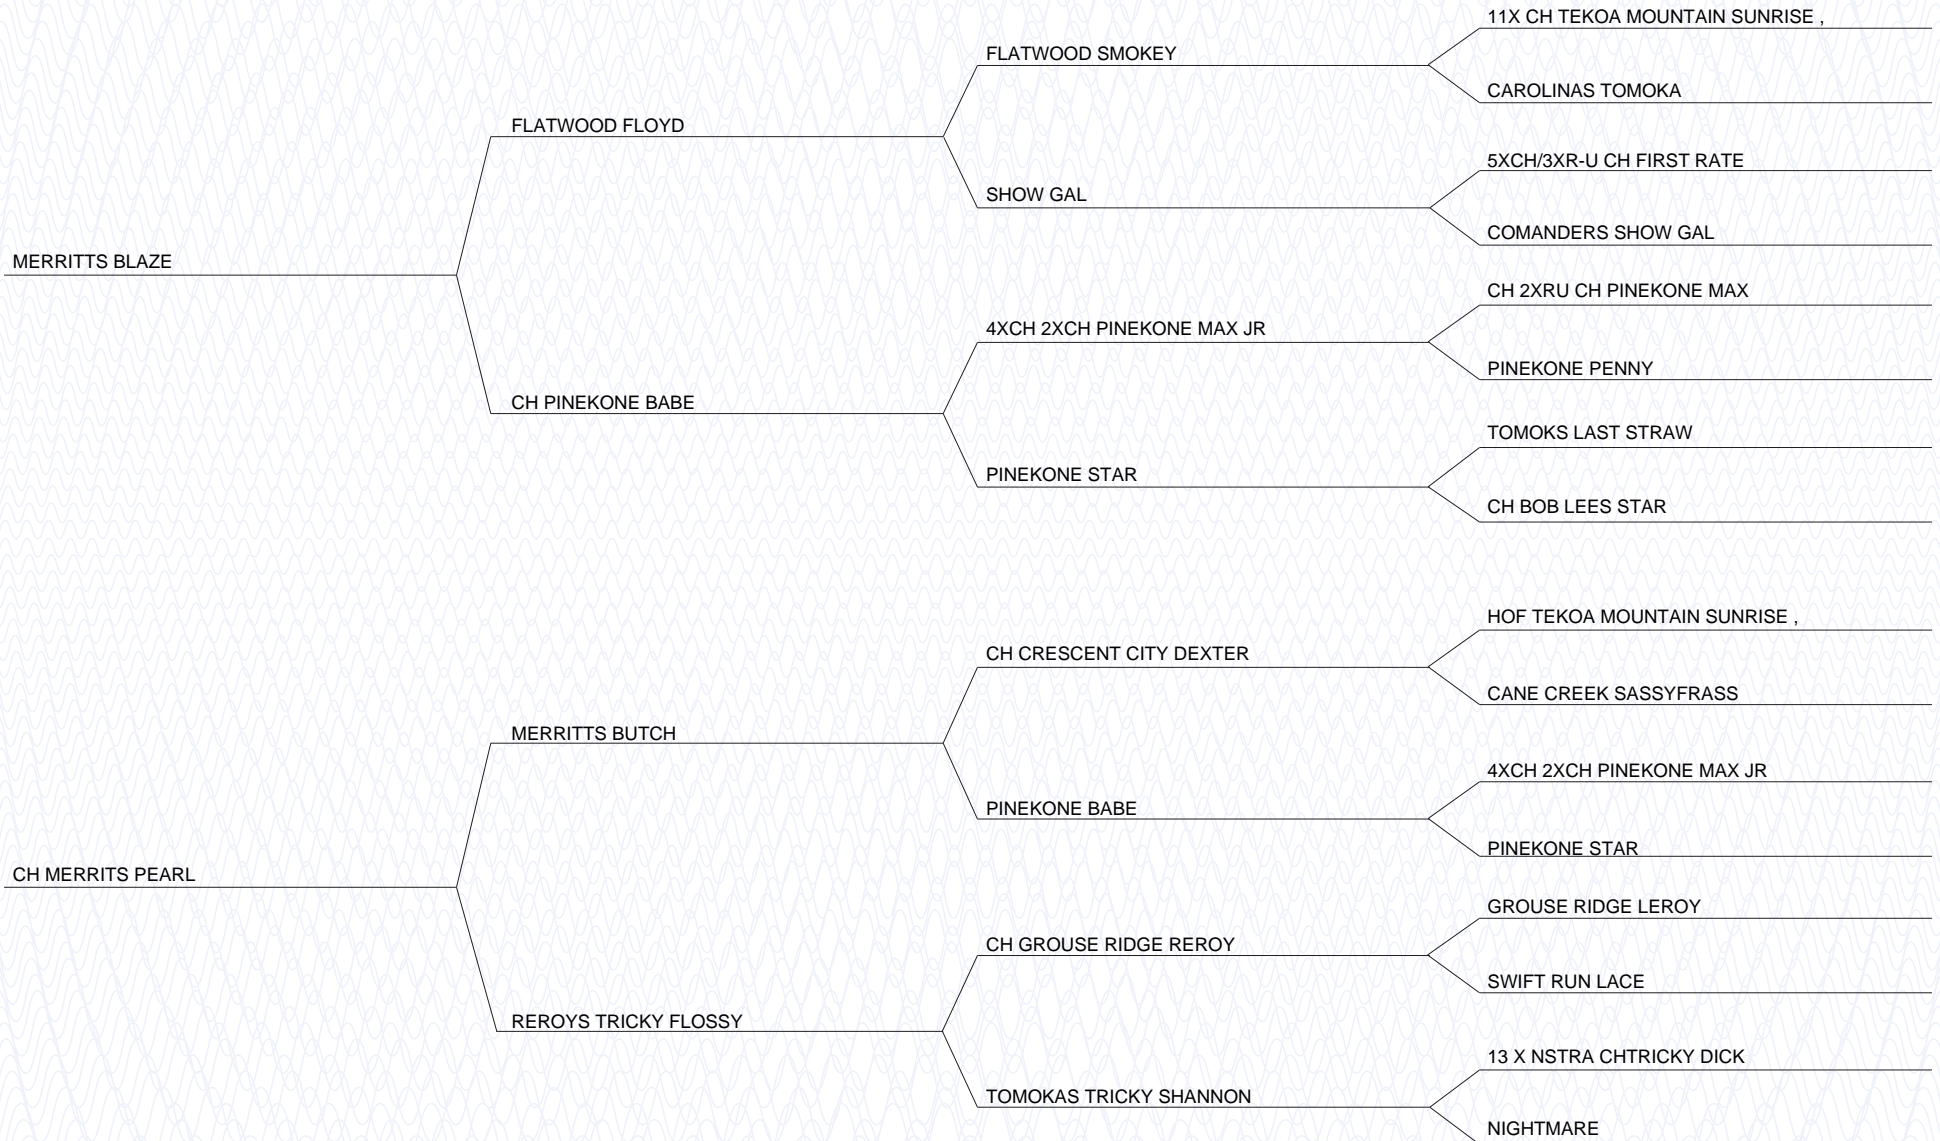 11X CH TEKOA MOUNTAIN SUNRISE ,
FLATWOOD SMOKEY
CAROLINAS TOMOKA
FLATWOOD FLOYD
5XCH/3XR-U CH FIRST RATE
SHOW GAL
COMANDERS SHOW GAL
MERRITTS BLAZE
CH 2XRU CH PINEKONE MAX
4XCH 2XCH PINEKONE MAX JR
PINEKONE PENNY
CH PINEKONE BABE
TOMOKS LAST STRAW
PINEKONE STAR
CH BOB LEES STAR
HOF TEKOA MOUNTAIN SUNRISE ,
CH CRESCENT CITY DEXTER
CANE CREEK SASSYFRASS
MERRITTS BUTCH
4XCH 2XCH PINEKONE MAX JR
PINEKONE BABE
PINEKONE STAR
CH MERRITS PEARL
GROUSE RIDGE LEROY
CH GROUSE RIDGE REROY
SWIFT RUN LACE
REROYS TRICKY FLOSSY
13 X NSTRA CHTRICKY DICK
TOMOKAS TRICKY SHANNON
NIGHTMARE